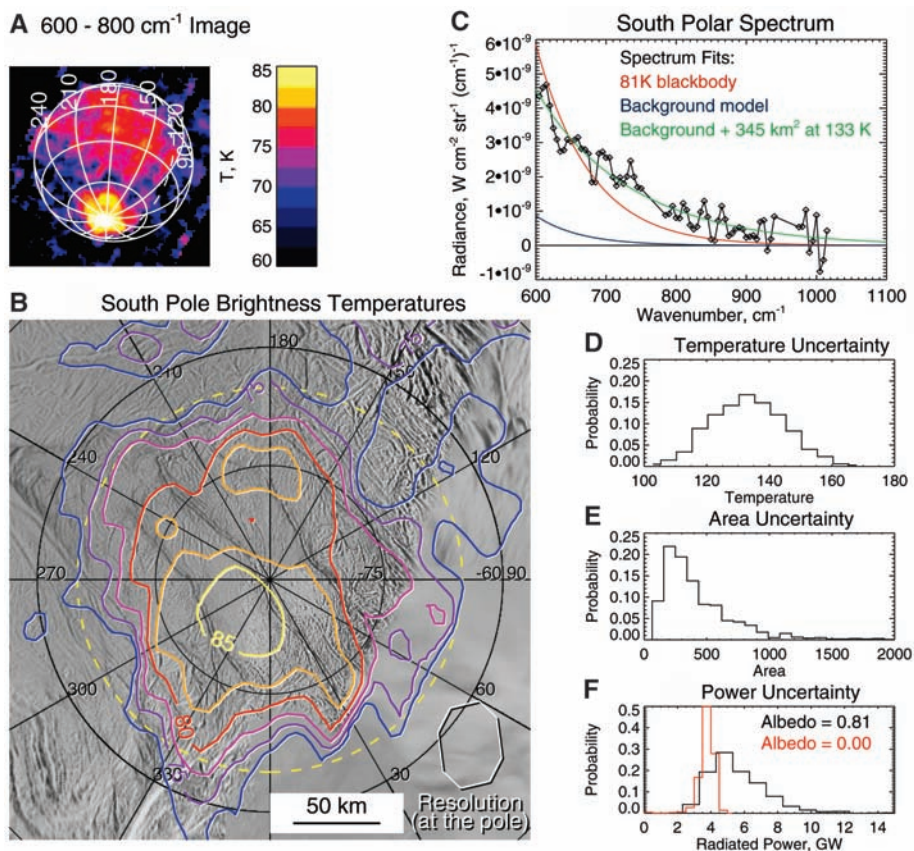 A 600 - 800 cm⁻¹ Image
240
210
180
150
120
90
85
80
75
70
65
60
T, K
C South Polar Spectrum
Radiance, W cm⁻² str⁻¹ (cm⁻¹)⁻¹
6•10⁻⁹
5•10⁻⁹
4•10⁻⁹
3•10⁻⁹
2•10⁻⁹
1•10⁻⁹
0
-1•10⁻⁹
Spectrum Fits:
81K blackbody
Background model
Background + 345 km² at 133 K
600 700 800 900 1000 1100
Wavenumber, cm⁻¹
B South Pole Brightness Temperatures
180
210
150
75
240
120
270
-75
-60
90
85
300
60
80
330
30
50 km
Resolution
(at the pole)
D Temperature Uncertainty
Probability
0.25
0.20
0.15
0.10
0.05
0.00
100 120 140 160 180
Temperature
E Area Uncertainty
Probability
0.25
0.20
0.15
0.10
0.05
0.00
0 500 1000 1500 2000
Area
F Power Uncertainty
Probability
0.5
0.4
0.3
0.2
0.1
0.0
Albedo = 0.81
Albedo = 0.00
0 2 4 6 8 10 12 14
Radiated Power, GW